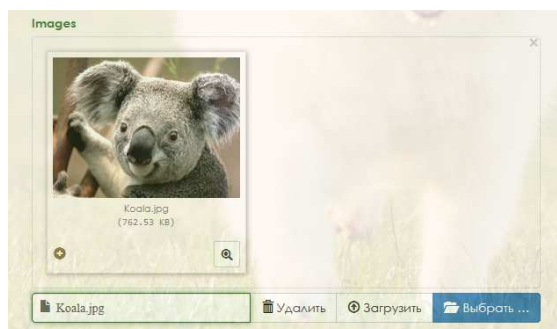 Images
×
Koala.jpg
(762.53 KB)
Koala.jpg
Удалить
Загрузить
Выбрать ...